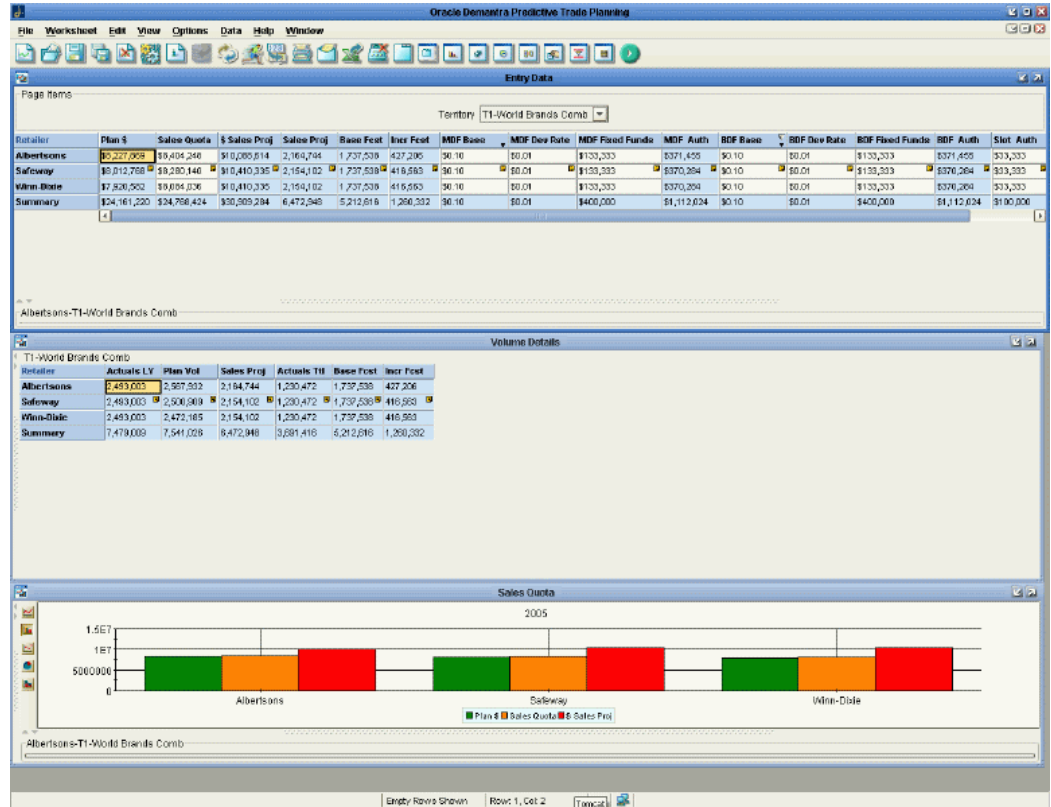 Oracle Demantra Predictive Trade Planning
File Worksheet Edit View Options Data Help Window
Entry Data
Page Items
Territory T1-World Brands Comb
Retailer Plan $ Sales Quota $ Sales Proj Sales Proj Base Fcst Incr Fcst MDF Base MDF Dev Rate MDF Fixed Funds MDF Auth BDF Base BDF Dev Rate BDF Fixed Funds BDF Auth Slot Auth
Albertsons $8,227,869 $8,404,248 2,164,744 1,737,538 427,206 $0.10 $0.01 $133,333 $371,455 $0.10 $0.01 $133,333 $371,455 $33,333
Safeway $8,012,768 $8,280,140 $10,410,335 2,154,102 1,737,538 416,563 $0.10 $0.01 $133,333 $370,284 $0.10 $0.01 $133,333 $370,284 $33,333
Winn-Dixie $7,920,582 $8,084,036 $10,410,335 2,154,102 1,737,538 416,563 $0.10 $0.01 $133,333 $370,284 $0.10 $0.01 $133,333 $370,284 $33,333
Summary $24,161,220 $24,768,424 $30,909,284 6,472,948 5,212,616 1,260,332 $0.10 $0.01 $400,000 $1,112,024 $0.10 $0.01 $400,000 $1,112,024 $100,000
Albertsons-T1-World Brands Comb
Volume Details
T1-World Brands Comb
Retailer Actuals LY Plan Vol Sales Proj Actuals Ttl Base Fcst Incr Fcst
Albertsons 2,493,003 2,567,932 2,164,744 1,230,472 1,737,538 427,206
Safeway 2,493,003 2,500,909 2,154,102 1,230,472 1,737,538 416,563
Winn-Dixie 2,493,003 2,472,185 2,154,102 1,230,472 1,737,538 416,563
Summary 7,479,009 7,541,026 6,472,948 3,691,416 5,212,616 1,260,332
Sales Quota
2005
1.5E7
1E7
5000000
0
Albertsons Safeway Winn-Dixie
Plan $ Sales Quota $ Sales Proj
Albertsons-T1-World Brands Comb
Empty Rows Shown Row: 1, Col: 2 Tomcat